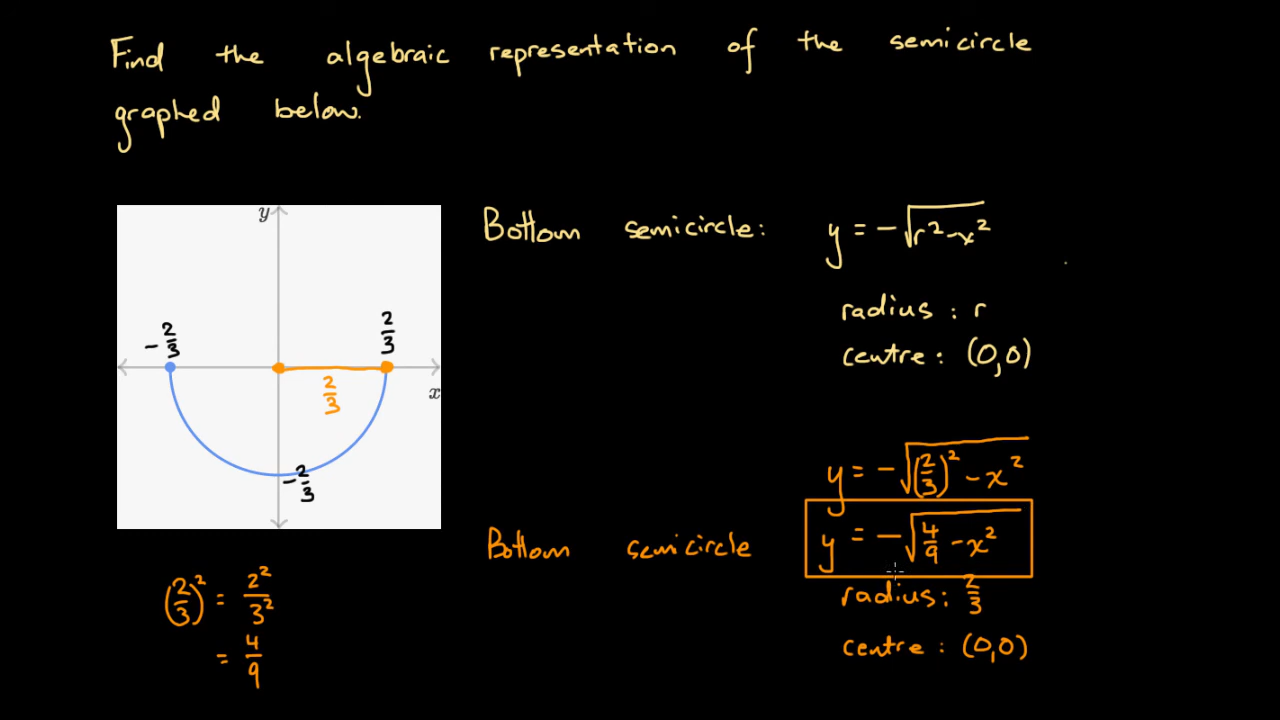 Find the algebraic representation of the semicircle
graphed below.
Bottom semicircle: y = -√(r² - x²)
radius : r
centre : (0,0)
y
x
-2/3
2/3
2/3
-2/3
y = -√((2/3)² - x²)
Bottom semicircle y = -√(4/9 - x²)
radius: 2/3
centre : (0,0)
(2/3)² = 2²/3²
= 4/9